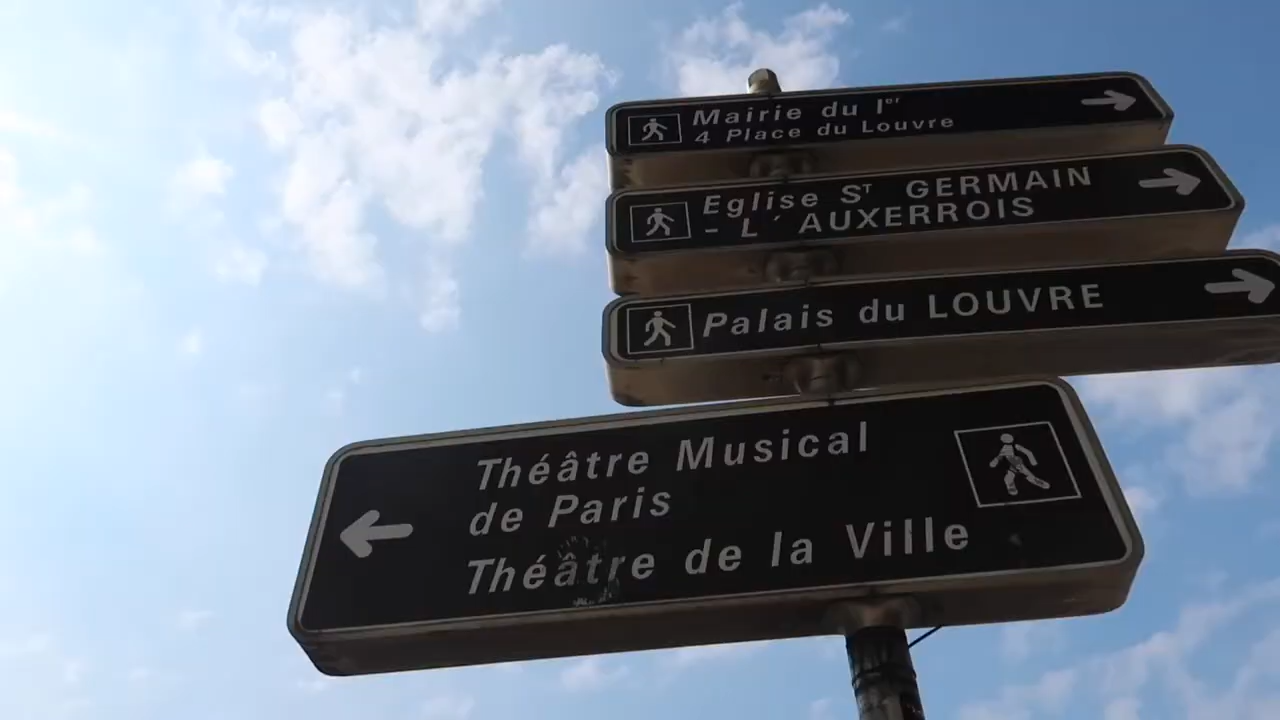 Mairie du Ier
4 Place du Louvre
Eglise ST GERMAIN
- L' AUXERROIS
Palais du LOUVRE
Théâtre Musical
de Paris
Théâtre de la Ville